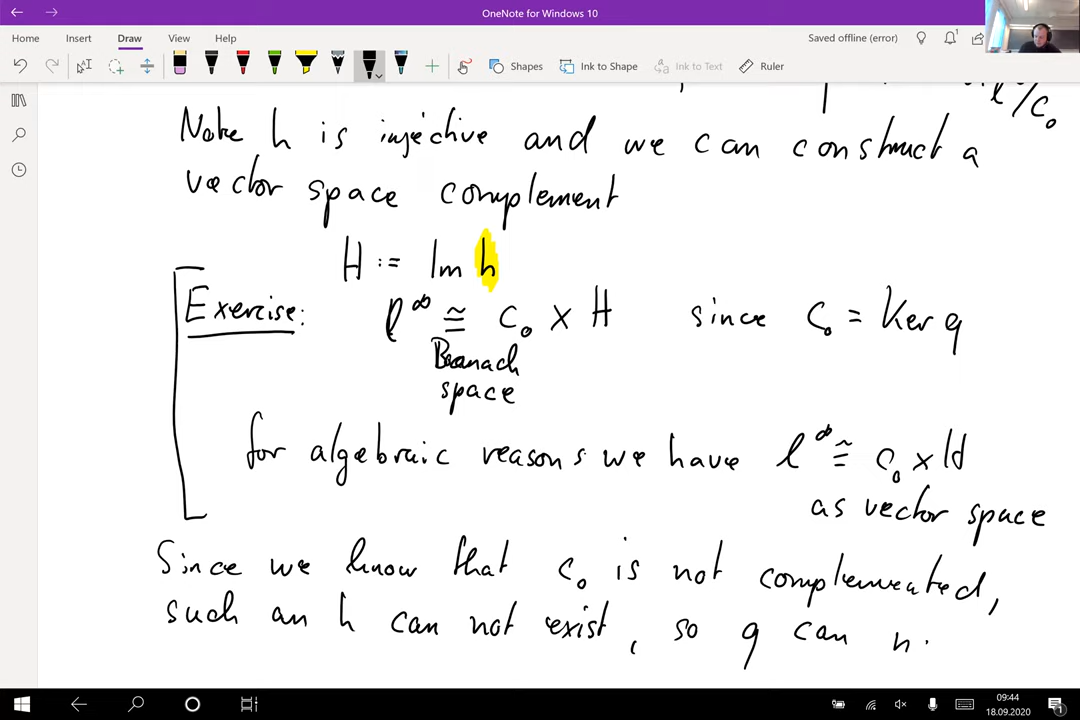 OneNote for Windows 10
Home Insert Draw View Help
Saved offline (error)
Shapes Ink to Shape Ink to Text Ruler
l/c₀
Note h is injective and we can construct a
vector space complement
H := Im h
Exercise: l^∞ ≅ c₀ × H since c₀ = Ker q
Banach
space
for algebraic reasons we have l^∞ ≅ c₀ × H
as vector space
Since we know that c₀ is not complemented,
such an h can not exist, so q can n
09:44
18.09.2020